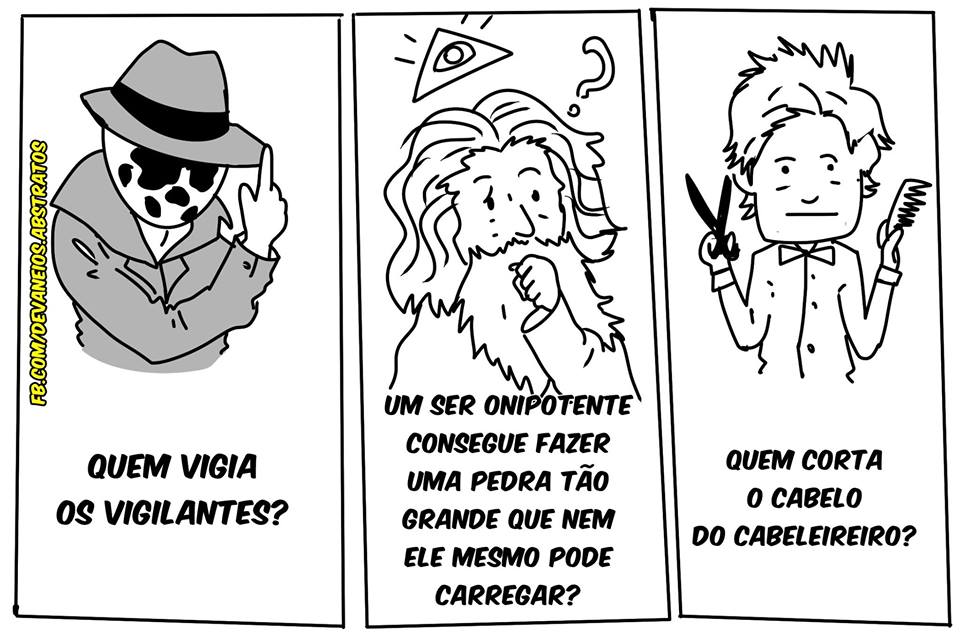 FB.COM/DEVANEIOS.ABSTRATOS
QUEM VIGIA
OS VIGILANTES?
UM SER ONIPOTENTE
CONSEGUE FAZER
UMA PEDRA TÃO
GRANDE QUE NEM
ELE MESMO PODE
CARREGAR?
QUEM CORTA
O CABELO
DO CABELEIREIRO?